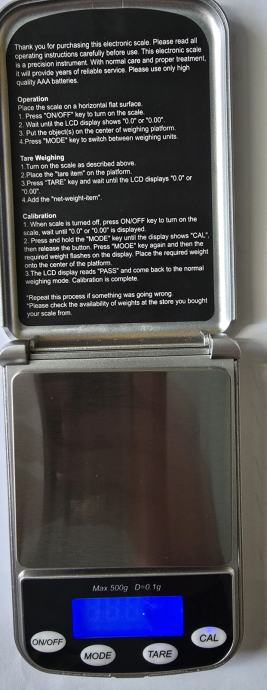 Thank you for purchasing this electronic scale. Please read all
operating instructions carefully before use. This electronic scale
is a precision instrument. With normal care and proper treatment,
it will provide years of reliable service. Please use only high
quality AAA batteries.
Operation
Place the scale on a horizontal flat surface.
1. Press "ON/OFF" key to turn on the scale.
2. Wait until the LCD display shows "0.0" or "0.00".
3. Put the object(s) on the center of weighing platform.
4.Press "MODE" key to switch between weighing units.
Tare Weighing
1.Turn on the scale as described above.
2.Place the "tare item" on the platform.
3.Press "TARE" key and wait until the LCD displays "0.0" or
"0.00".
4.Add the "net-weight-item".
Calibration
1. When scale is turned off, press ON/OFF key to turn on the
scale, wait until "0.0" or "0.00" is displayed.
2. Press and hold the "MODE" key until the display shows "CAL",
then release the button. Press "MODE" key again and then the
required weight flashes on the display. Place the required weight
onto the center of the platform.
3.The LCD display reads "PASS" and come back to the normal
weighing mode. Calibration is complete.
*Repeat this process if something was going wrong.
*Please check the availability of weights at the store you bought
your scale from.
Max 500g D=0.1g
ON/OFF
MODE
TARE
CAL